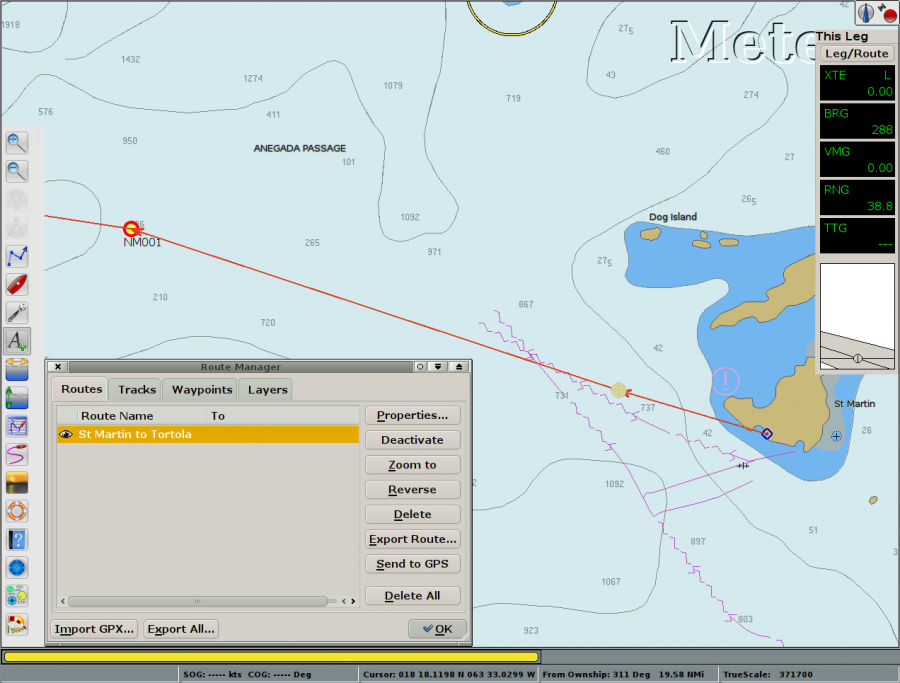 1918
1432
1274
1079
576
411
950
719
27₅
43
42
Mete
274
27
460
ANEGADA PASSAGE
101
1092
971
265
NM001
210
720
Dog Island
26₅
27₅
867
42
731
737
42
St Martin
26
1092
897
1067
923
803
51
3
This Leg
Leg/Route
XTE L
0.00
BRG
288
VMG
0.00
RNG
38.8
TTG
---
Route Manager
Routes Tracks Waypoints Layers
Route Name To
St Martin to Tortola
Properties...
Deactivate
Zoom to
Reverse
Delete
Export Route...
Send to GPS
Delete All
Import GPX... Export All... OK
SOG: ----- kts COG: ----- Deg Cursor: 018 18.1198 N 063 33.0299 W From Ownship: 311 Deg 19.58 NMi TrueScale: 371700